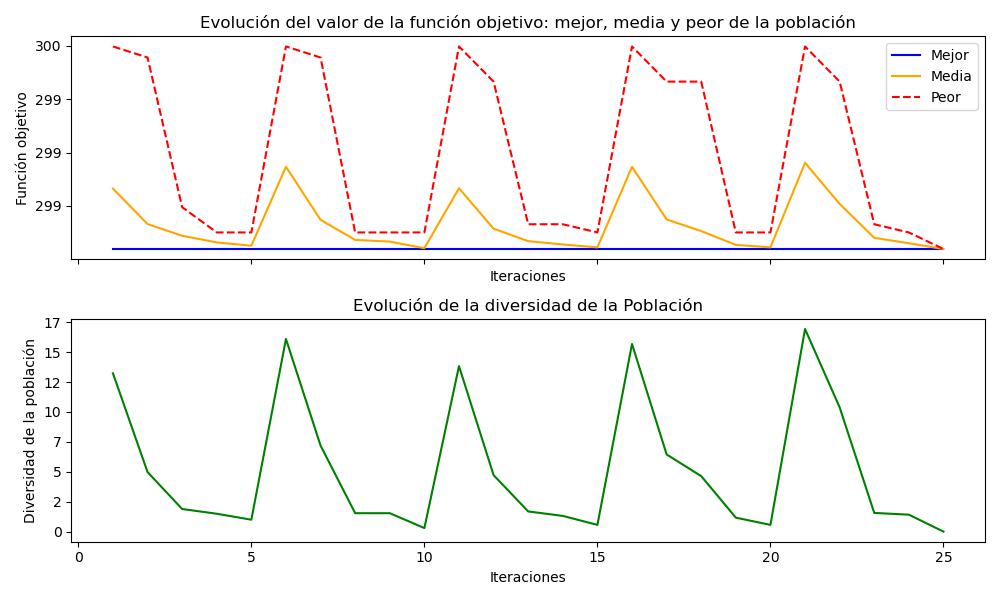 Evolución del valor de la función objetivo: mejor, media y peor de la población
300
299
299
299
Función objetivo
Mejor
Media
Peor
Iteraciones
Evolución de la diversidad de la Población
17
15
12
10
7
5
2
0
Diversidad de la población
0 5 10 15 20 25
Iteraciones